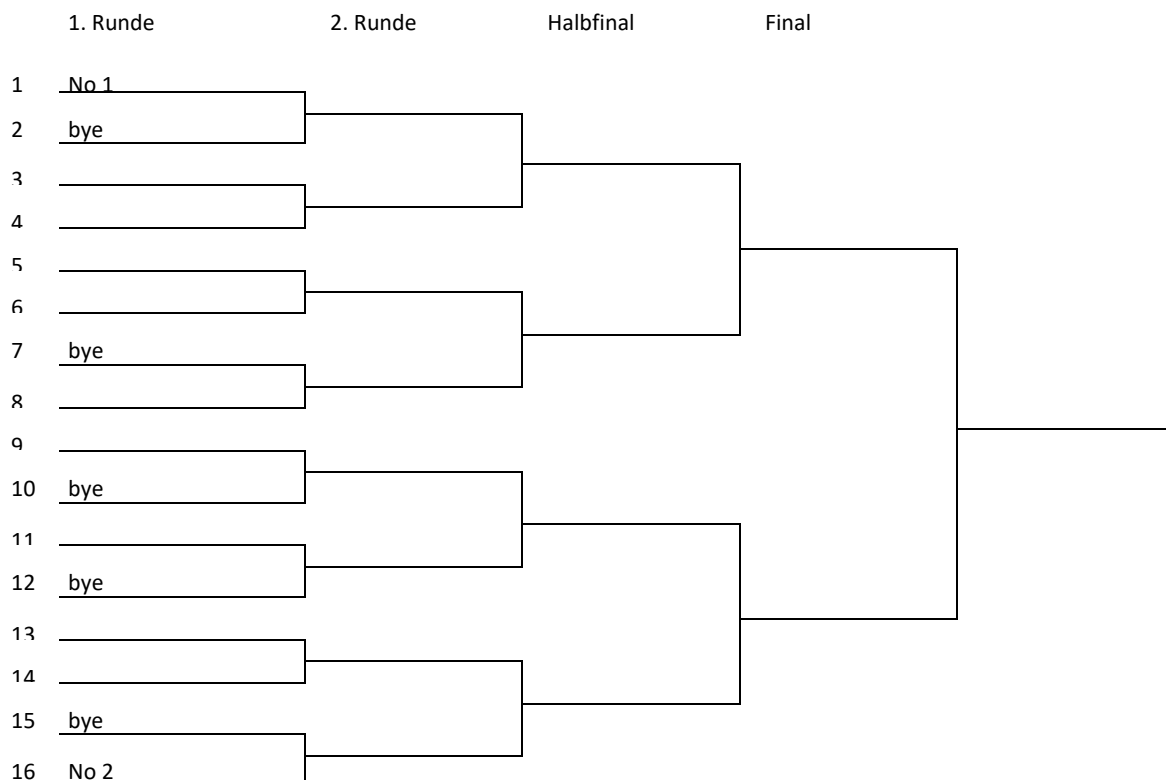 1. Runde 2. Runde Halbfinal Final
1 No 1
2 bye
3
4
5
6
7 bye
8
9
10 bye
11
12 bye
13
14
15 bye
16 No 2